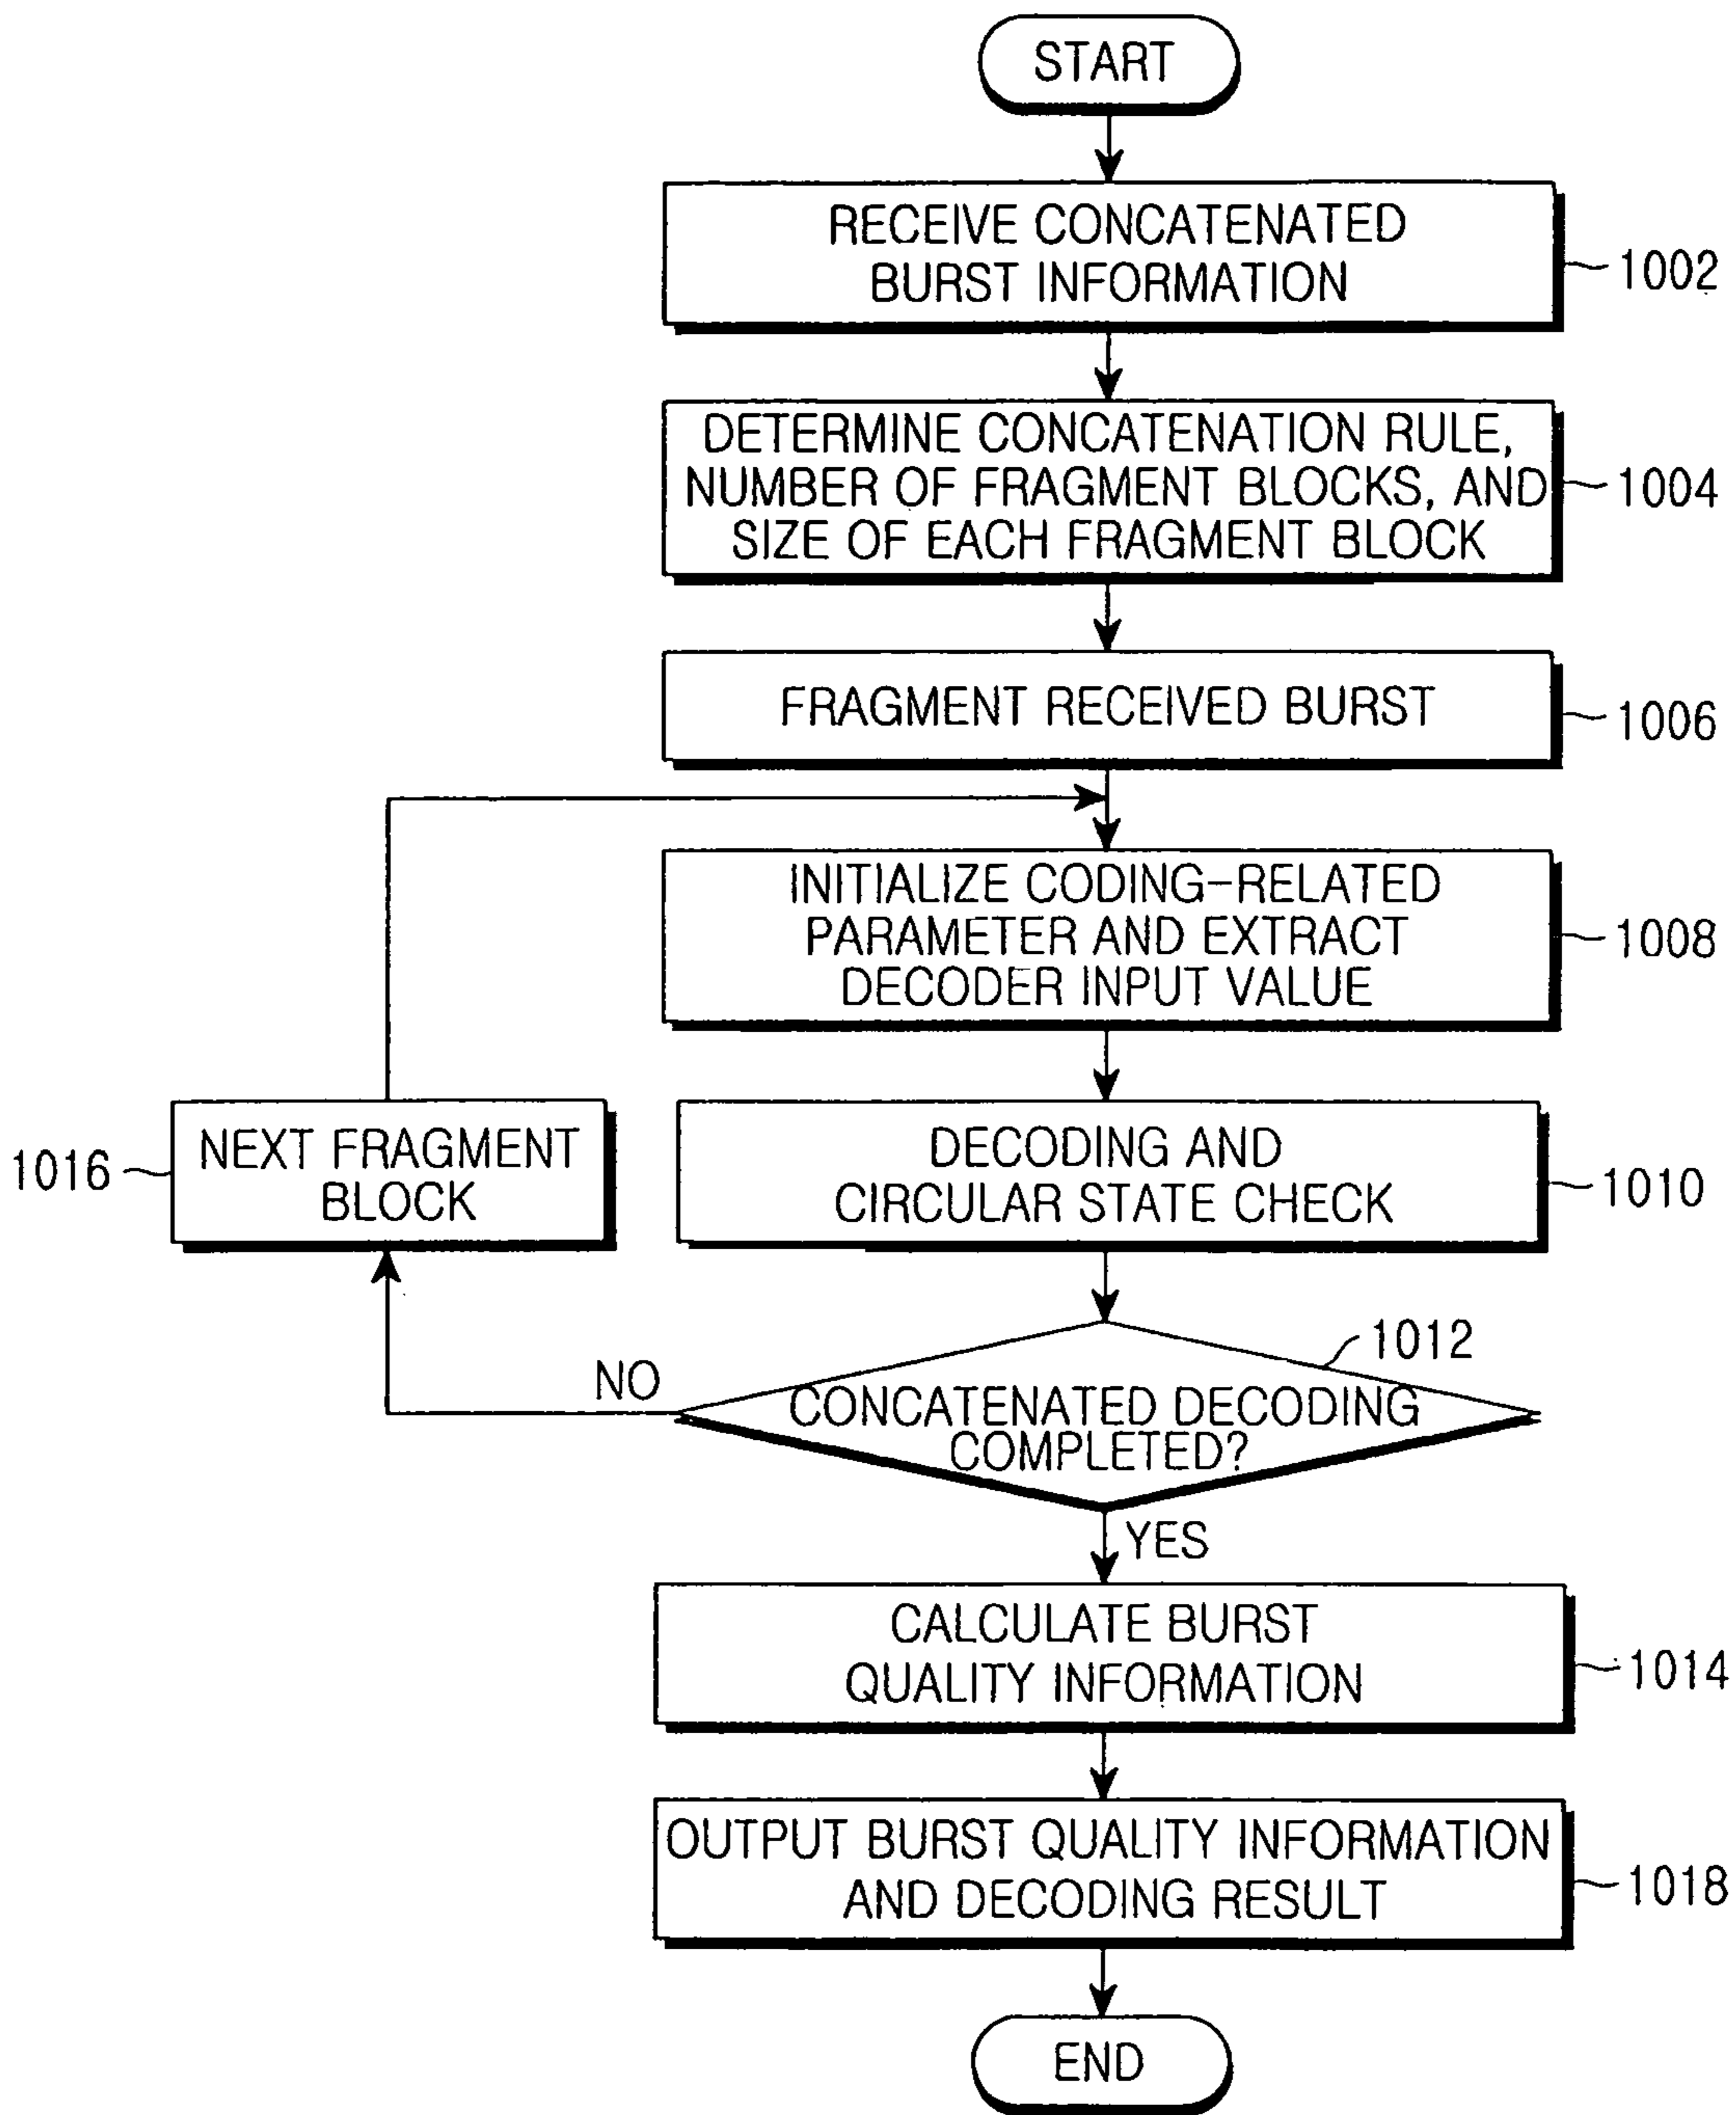 START
RECEIVE CONCATENATED
BURST INFORMATION
1002
DETERMINE CONCATENATION RULE,
NUMBER OF FRAGMENT BLOCKS, AND
SIZE OF EACH FRAGMENT BLOCK
1004
FRAGMENT RECEIVED BURST
1006
INITIALIZE CODING-RELATED
PARAMETER AND EXTRACT
DECODER INPUT VALUE
1008
1016
NEXT FRAGMENT
BLOCK
DECODING AND
CIRCULAR STATE CHECK
1010
1012
NO
CONCATENATED DECODING
COMPLETED?
YES
CALCULATE BURST
QUALITY INFORMATION
1014
OUTPUT BURST QUALITY INFORMATION
AND DECODING RESULT
1018
END